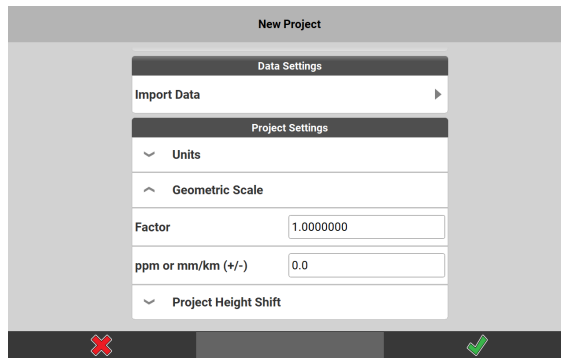 New Project
Data Settings
Import Data
Project Settings
Units
Geometric Scale
Factor 1.0000000
ppm or mm/km (+/-) 0.0
Project Height Shift